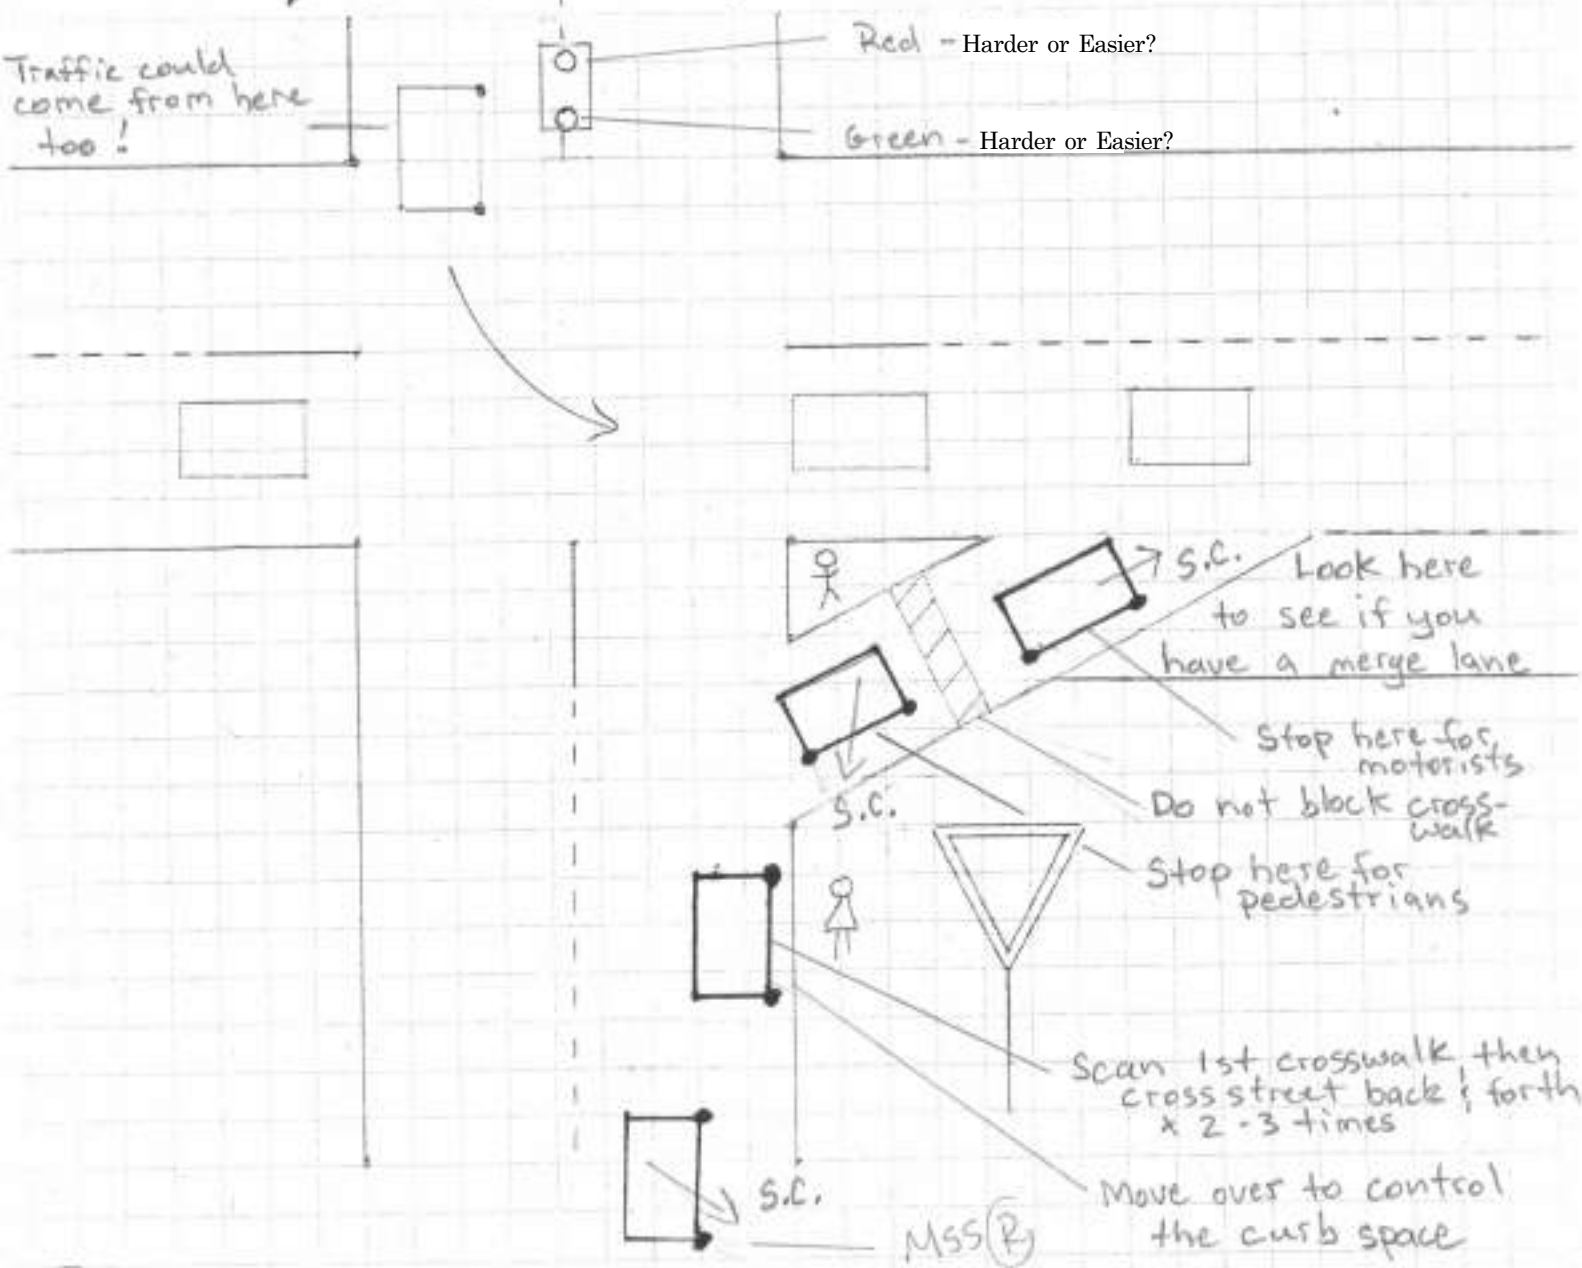 Red - Harder or Easier?
Traffic could
come from here
too!
Green - Harder or Easier?
S.C.
Look here
to see if you
have a merge lane
Stop here for
motorists
Do not block cross-
walk
S.C.
Stop here for
pedestrians
Scan 1st crosswalk, then
cross street back & forth
x 2-3 times
Move over to control
the curb space
S.C.
MSS(R)